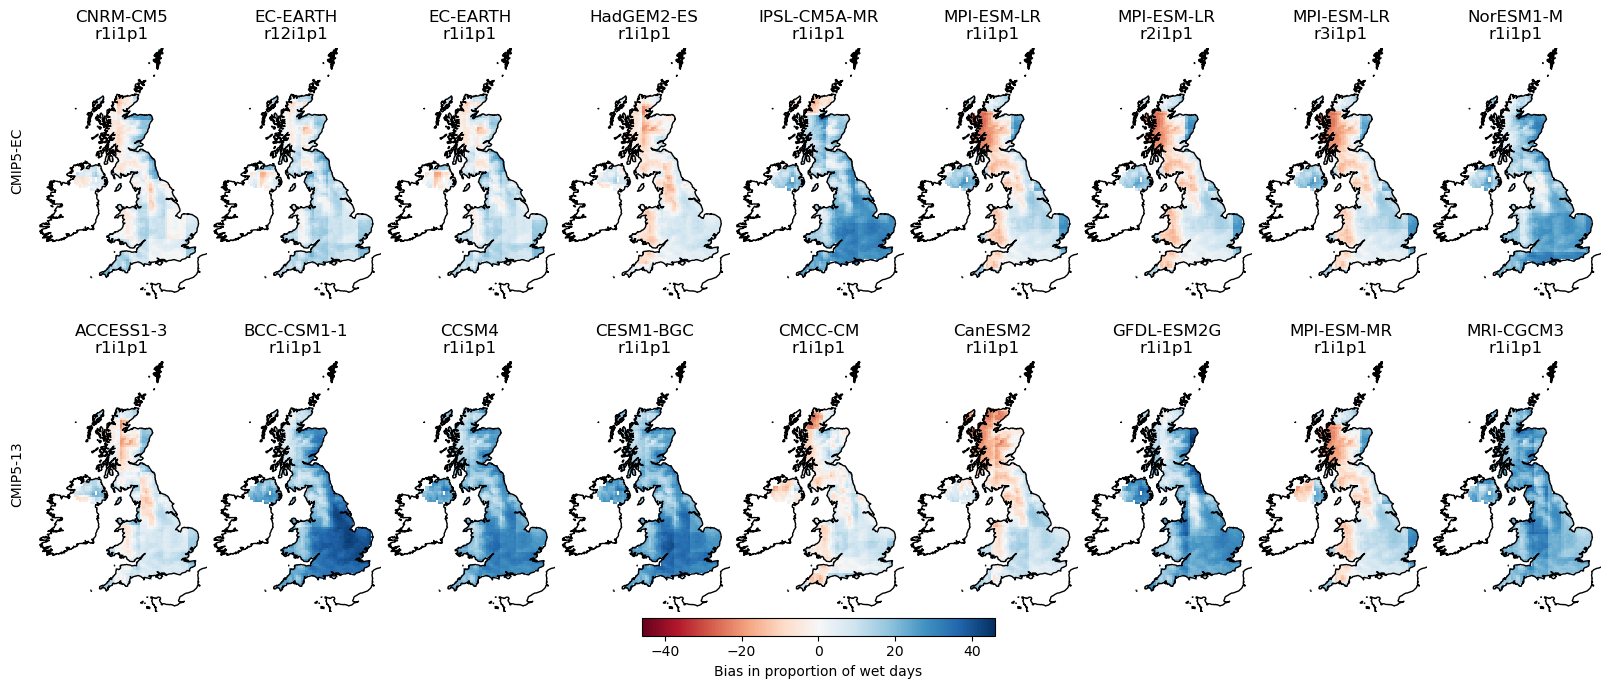 CNRM-CM5 EC-EARTH EC-EARTH HadGEM2-ES IPSL-CM5A-MR MPI-ESM-LR MPI-ESM-LR MPI-ESM-LR NorESM1-M
r1i1p1 r12i1p1 r1i1p1 r1i1p1 r1i1p1 r1i1p1 r2i1p1 r3i1p1 r1i1p1
CMIP5-EC
ACCESS1-3 BCC-CSM1-1 CCSM4 CESM1-BGC CMCC-CM CanESM2 GFDL-ESM2G MPI-ESM-MR MRI-CGCM3
r1i1p1 r1i1p1 r1i1p1 r1i1p1 r1i1p1 r1i1p1 r1i1p1 r1i1p1 r1i1p1
CMIP5-13
−40 −20 0 20 40
Bias in proportion of wet days